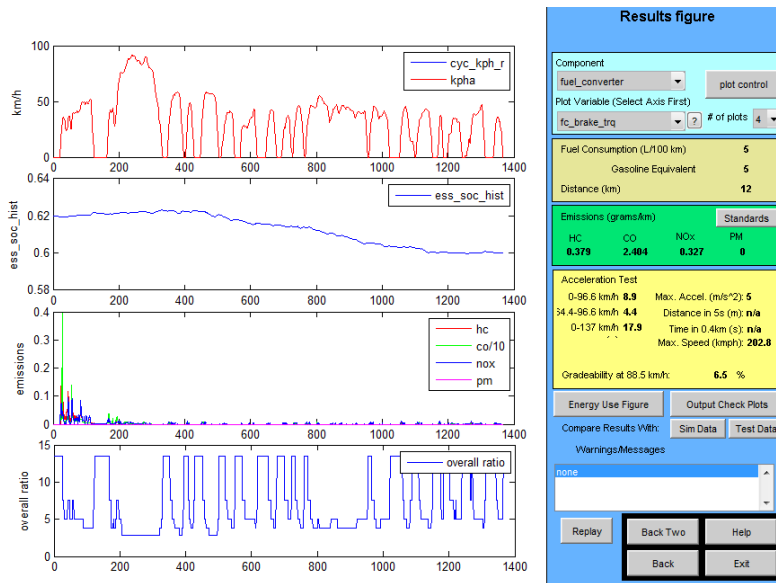 Results figure
100
50
0
km/h
cyc_kph_r
kpha
0 200 400 600 800 1000 1200 1400
0.64
0.62
0.6
0.58
ess_soc_hist
ess_soc_hist
0 200 400 600 800 1000 1200 1400
0.4
0.3
0.2
0.1
0
emissions
hc
co/10
nox
pm
0 200 400 600 800 1000 1200 1400
15
10
5
0
overall ratio
overall ratio
0 200 400 600 800 1000 1200 1400
Component
fuel_converter
plot control
Plot Variable (Select Axis First)
fc_brake_trq
?
# of plots
4
Fuel Consumption (L/100 km) 5
Gasoline Equivalent 5
Distance (km) 12
Emissions (grams/km)
Standards
HC CO NOx PM
0.379 2.404 0.327 0
Acceleration Test
0-96.6 km/h 8.9 Max. Accel. (m/s^2): 5
64.4-96.6 km/h 4.4 Distance in 5s (m): n/a
0-137 km/h 17.9 Time in 0.4km (s): n/a
Max. Speed (kmph): 202.8
Gradeability at 88.5 km/h: 6.5 %
Energy Use Figure
Output Check Plots
Compare Results With: Sim Data Test Data
Warnings/Messages
none
Replay
Back Two
Help
Back
Exit